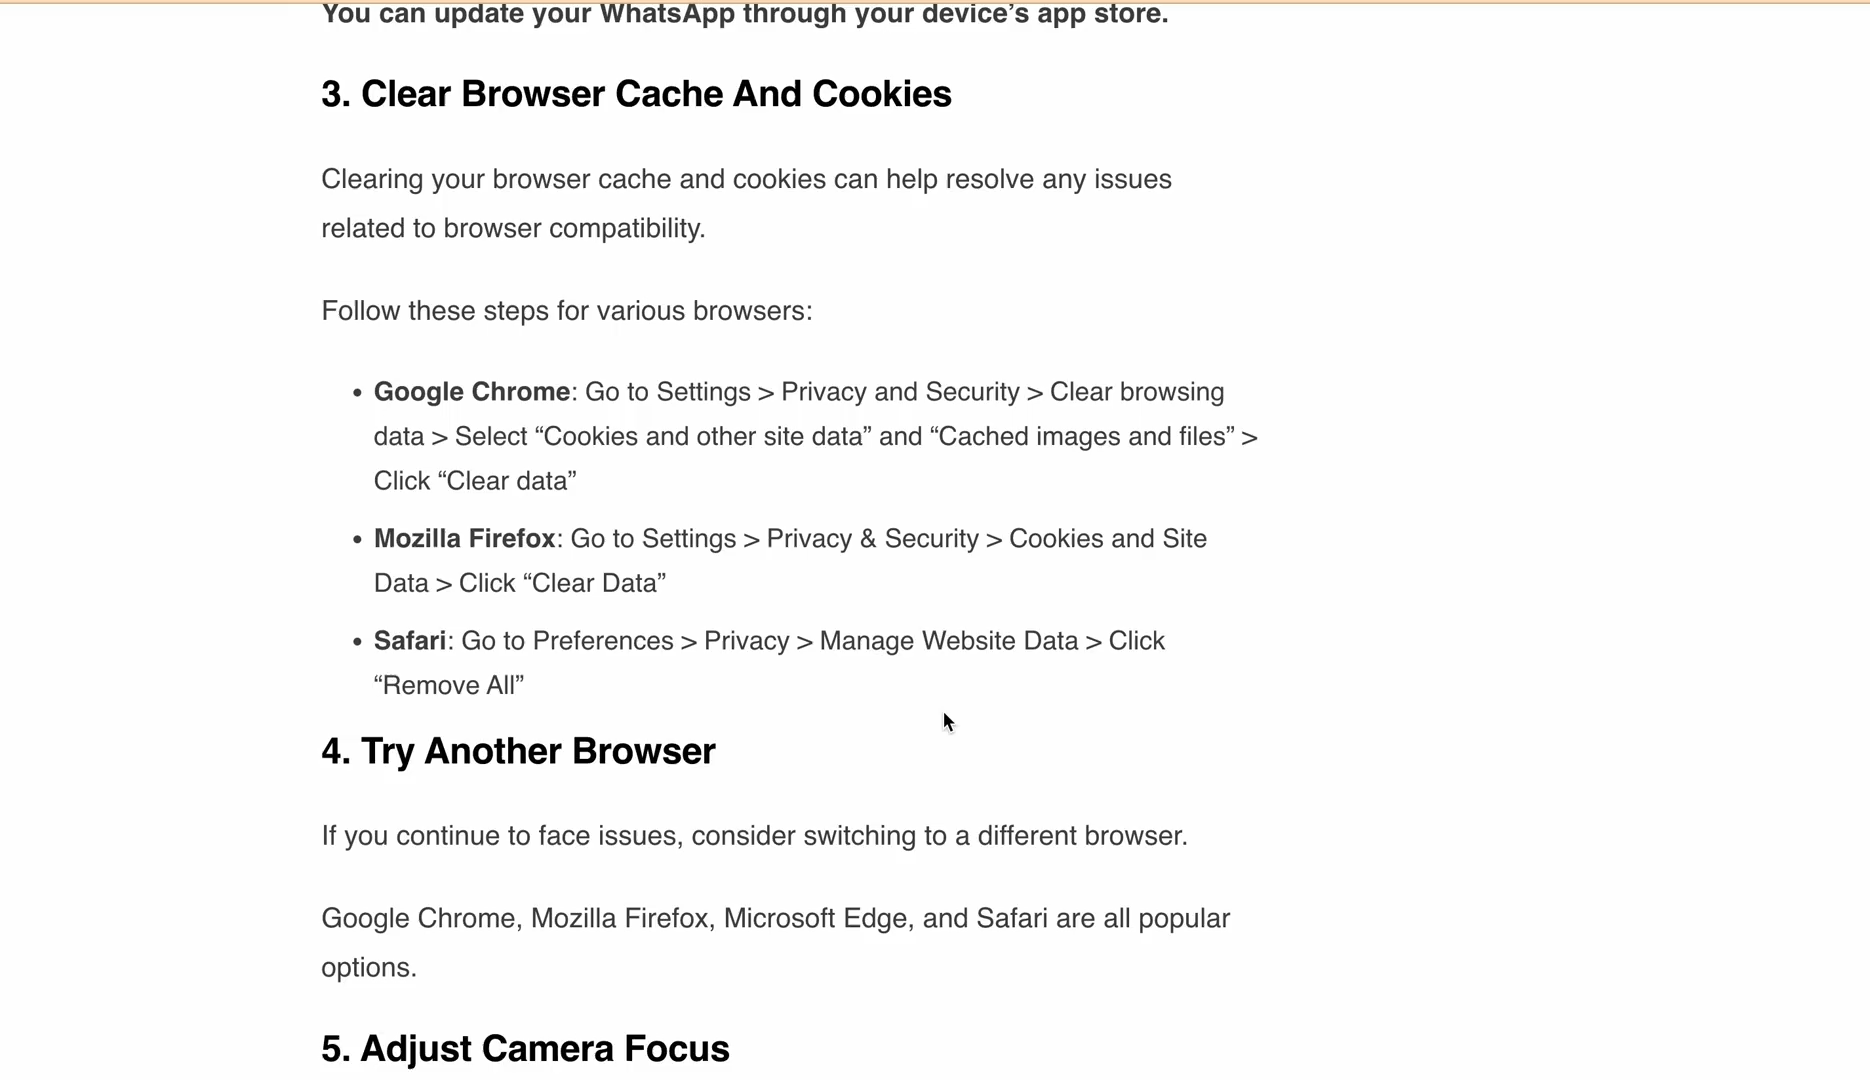 You can update your WhatsApp through your device’s app store.
3. Clear Browser Cache And Cookies
Clearing your browser cache and cookies can help resolve any issues
related to browser compatibility.
Follow these steps for various browsers:
• Google Chrome: Go to Settings > Privacy and Security > Clear browsing
data > Select “Cookies and other site data” and “Cached images and files” >
Click “Clear data”
• Mozilla Firefox: Go to Settings > Privacy & Security > Cookies and Site
Data > Click “Clear Data”
• Safari: Go to Preferences > Privacy > Manage Website Data > Click
“Remove All”
4. Try Another Browser
If you continue to face issues, consider switching to a different browser.
Google Chrome, Mozilla Firefox, Microsoft Edge, and Safari are all popular
options.
5. Adjust Camera Focus